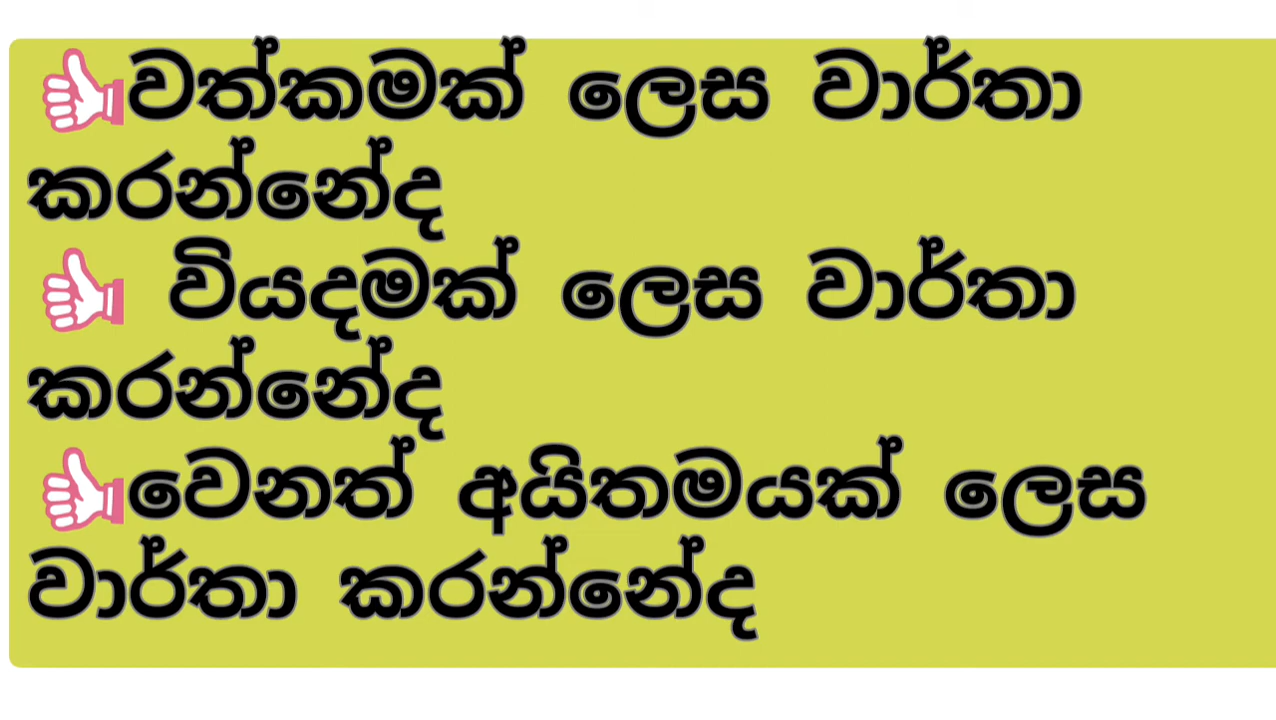 👍වත්කමක් ලෙස වාර්තා
කරන්නේද
👍 වියදමක් ලෙස වාර්තා
කරන්නේද
👍වෙනත් අයිතමයක් ලෙස
වාර්තා කරන්නේද